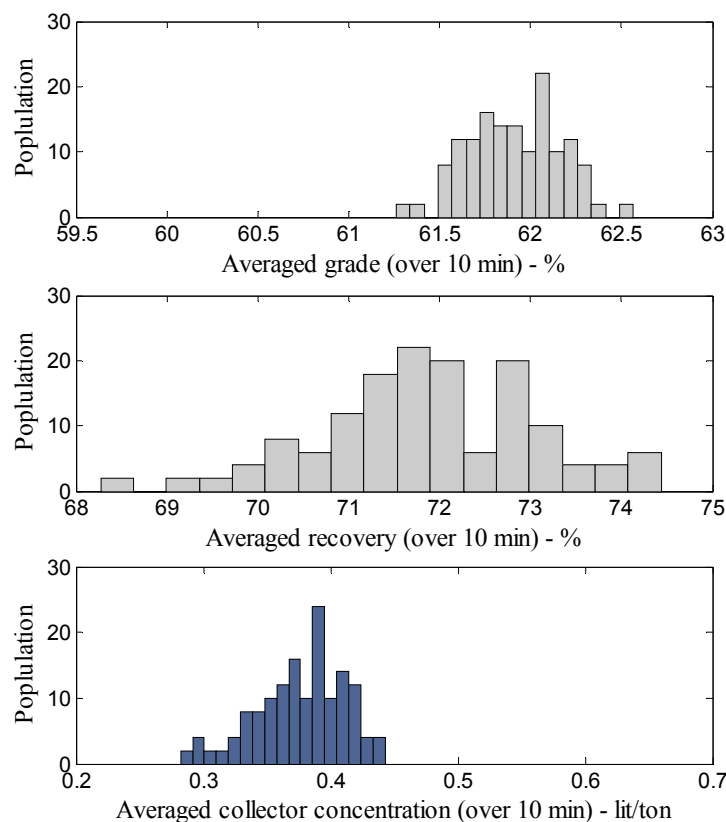 30
20
10
0
Poplulation
59.5 60 60.5 61 61.5 62 62.5 63
Averaged grade (over 10 min) - %
30
20
10
0
Poplulation
68 69 70 71 72 73 74 75
Averaged recovery (over 10 min) - %
30
20
10
0
Poplulation
0.2 0.3 0.4 0.5 0.6 0.7
Averaged collector concentration (over 10 min) - lit/ton